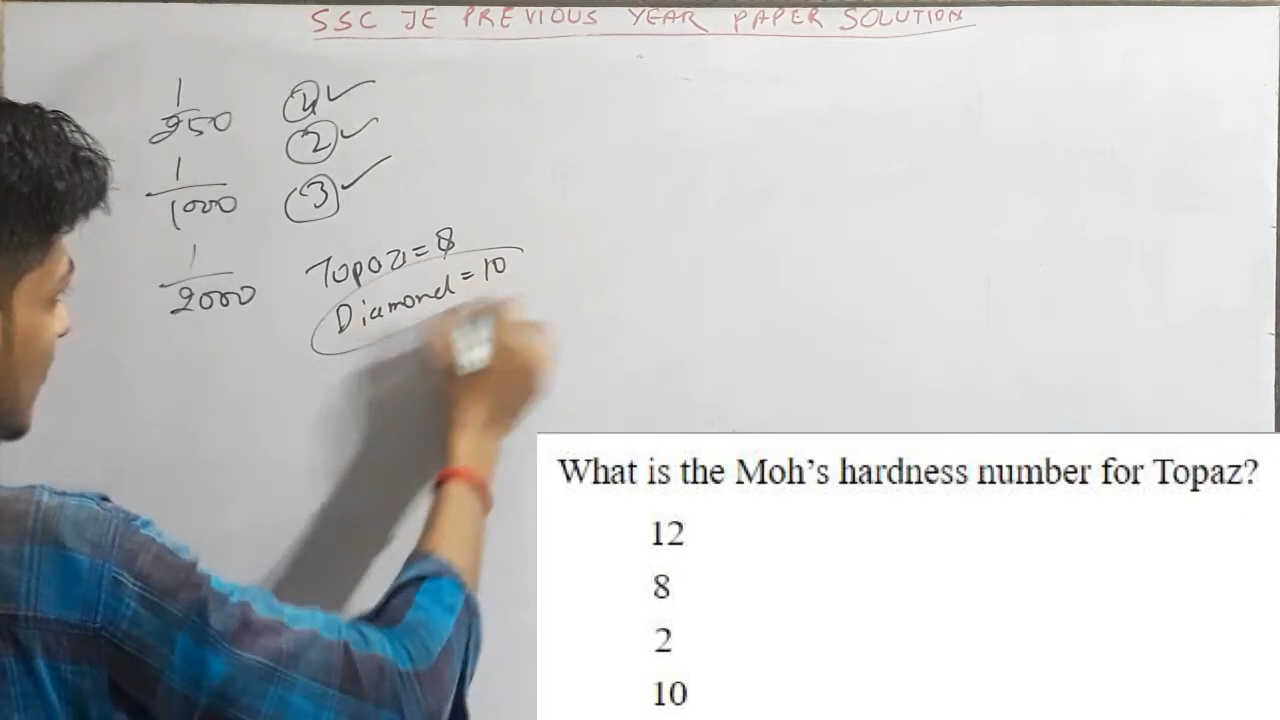 SSC JE PREVIOUS YEAR PAPER SOLUTION
1/250 ① ✓
1/1000 ② ✓
1/2000 ③ ✓
Topaz = 8
Diamond = 10
What is the Moh's hardness number for Topaz?
12
8
2
10